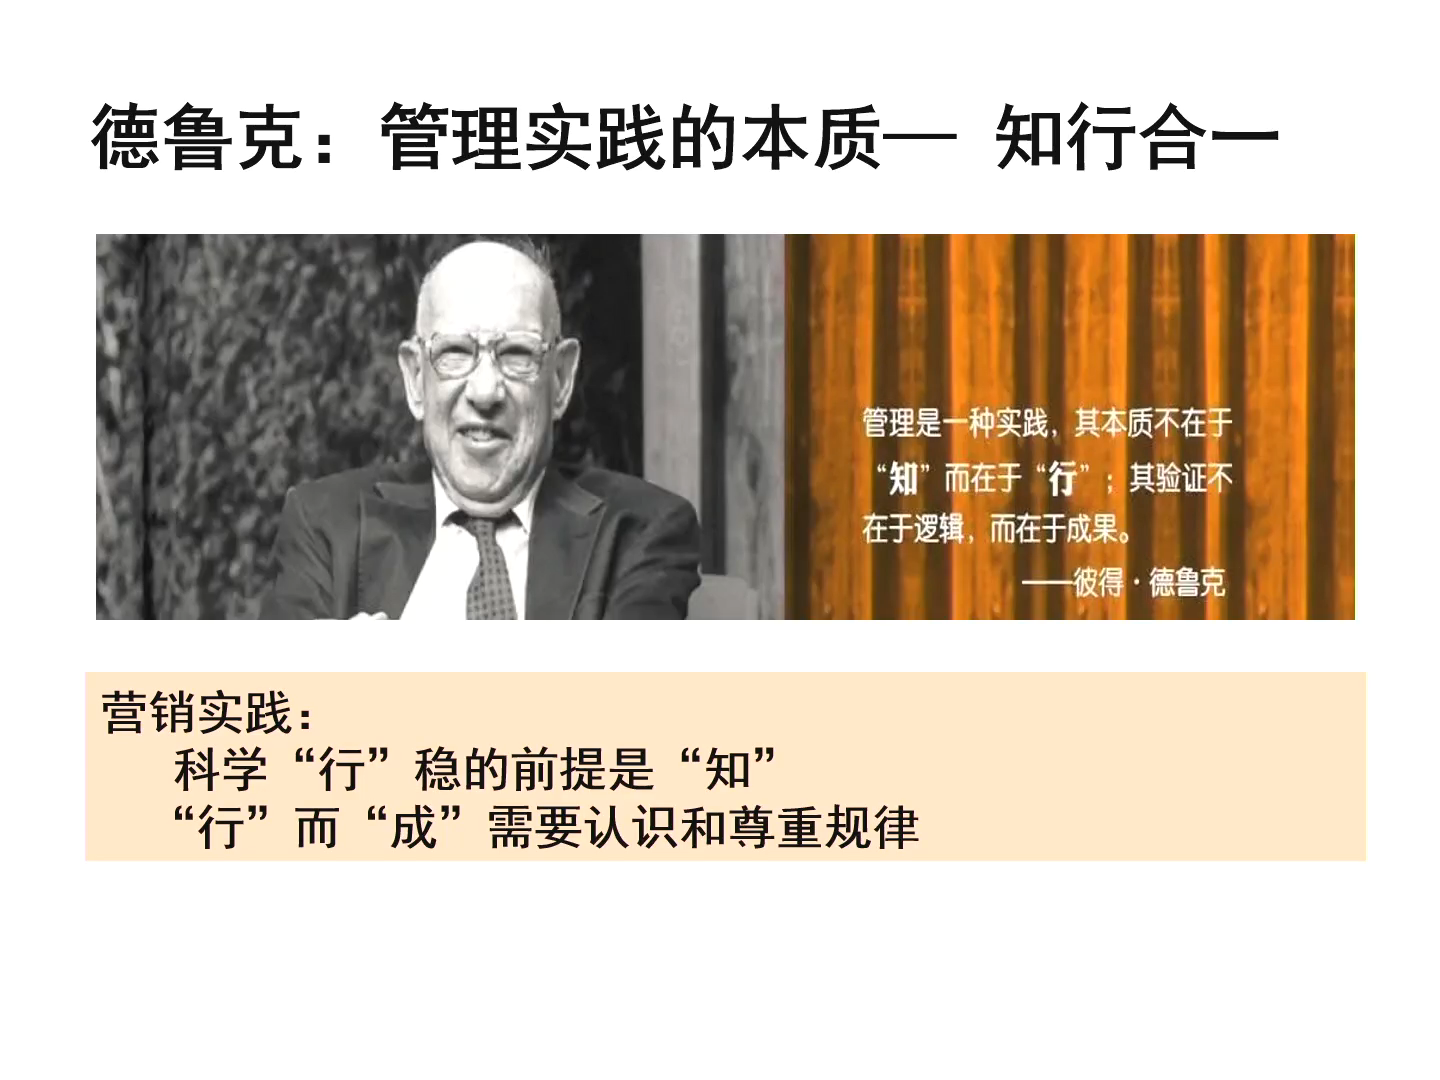 德鲁克：管理实践的本质— 知行合一
管理是一种实践，其本质不在于
“知”而在于“行”；其验证不
在于逻辑，而在于成果。
——彼得·德鲁克
营销实践：
科学“行”稳的前提是“知”
“行”而“成”需要认识和尊重规律